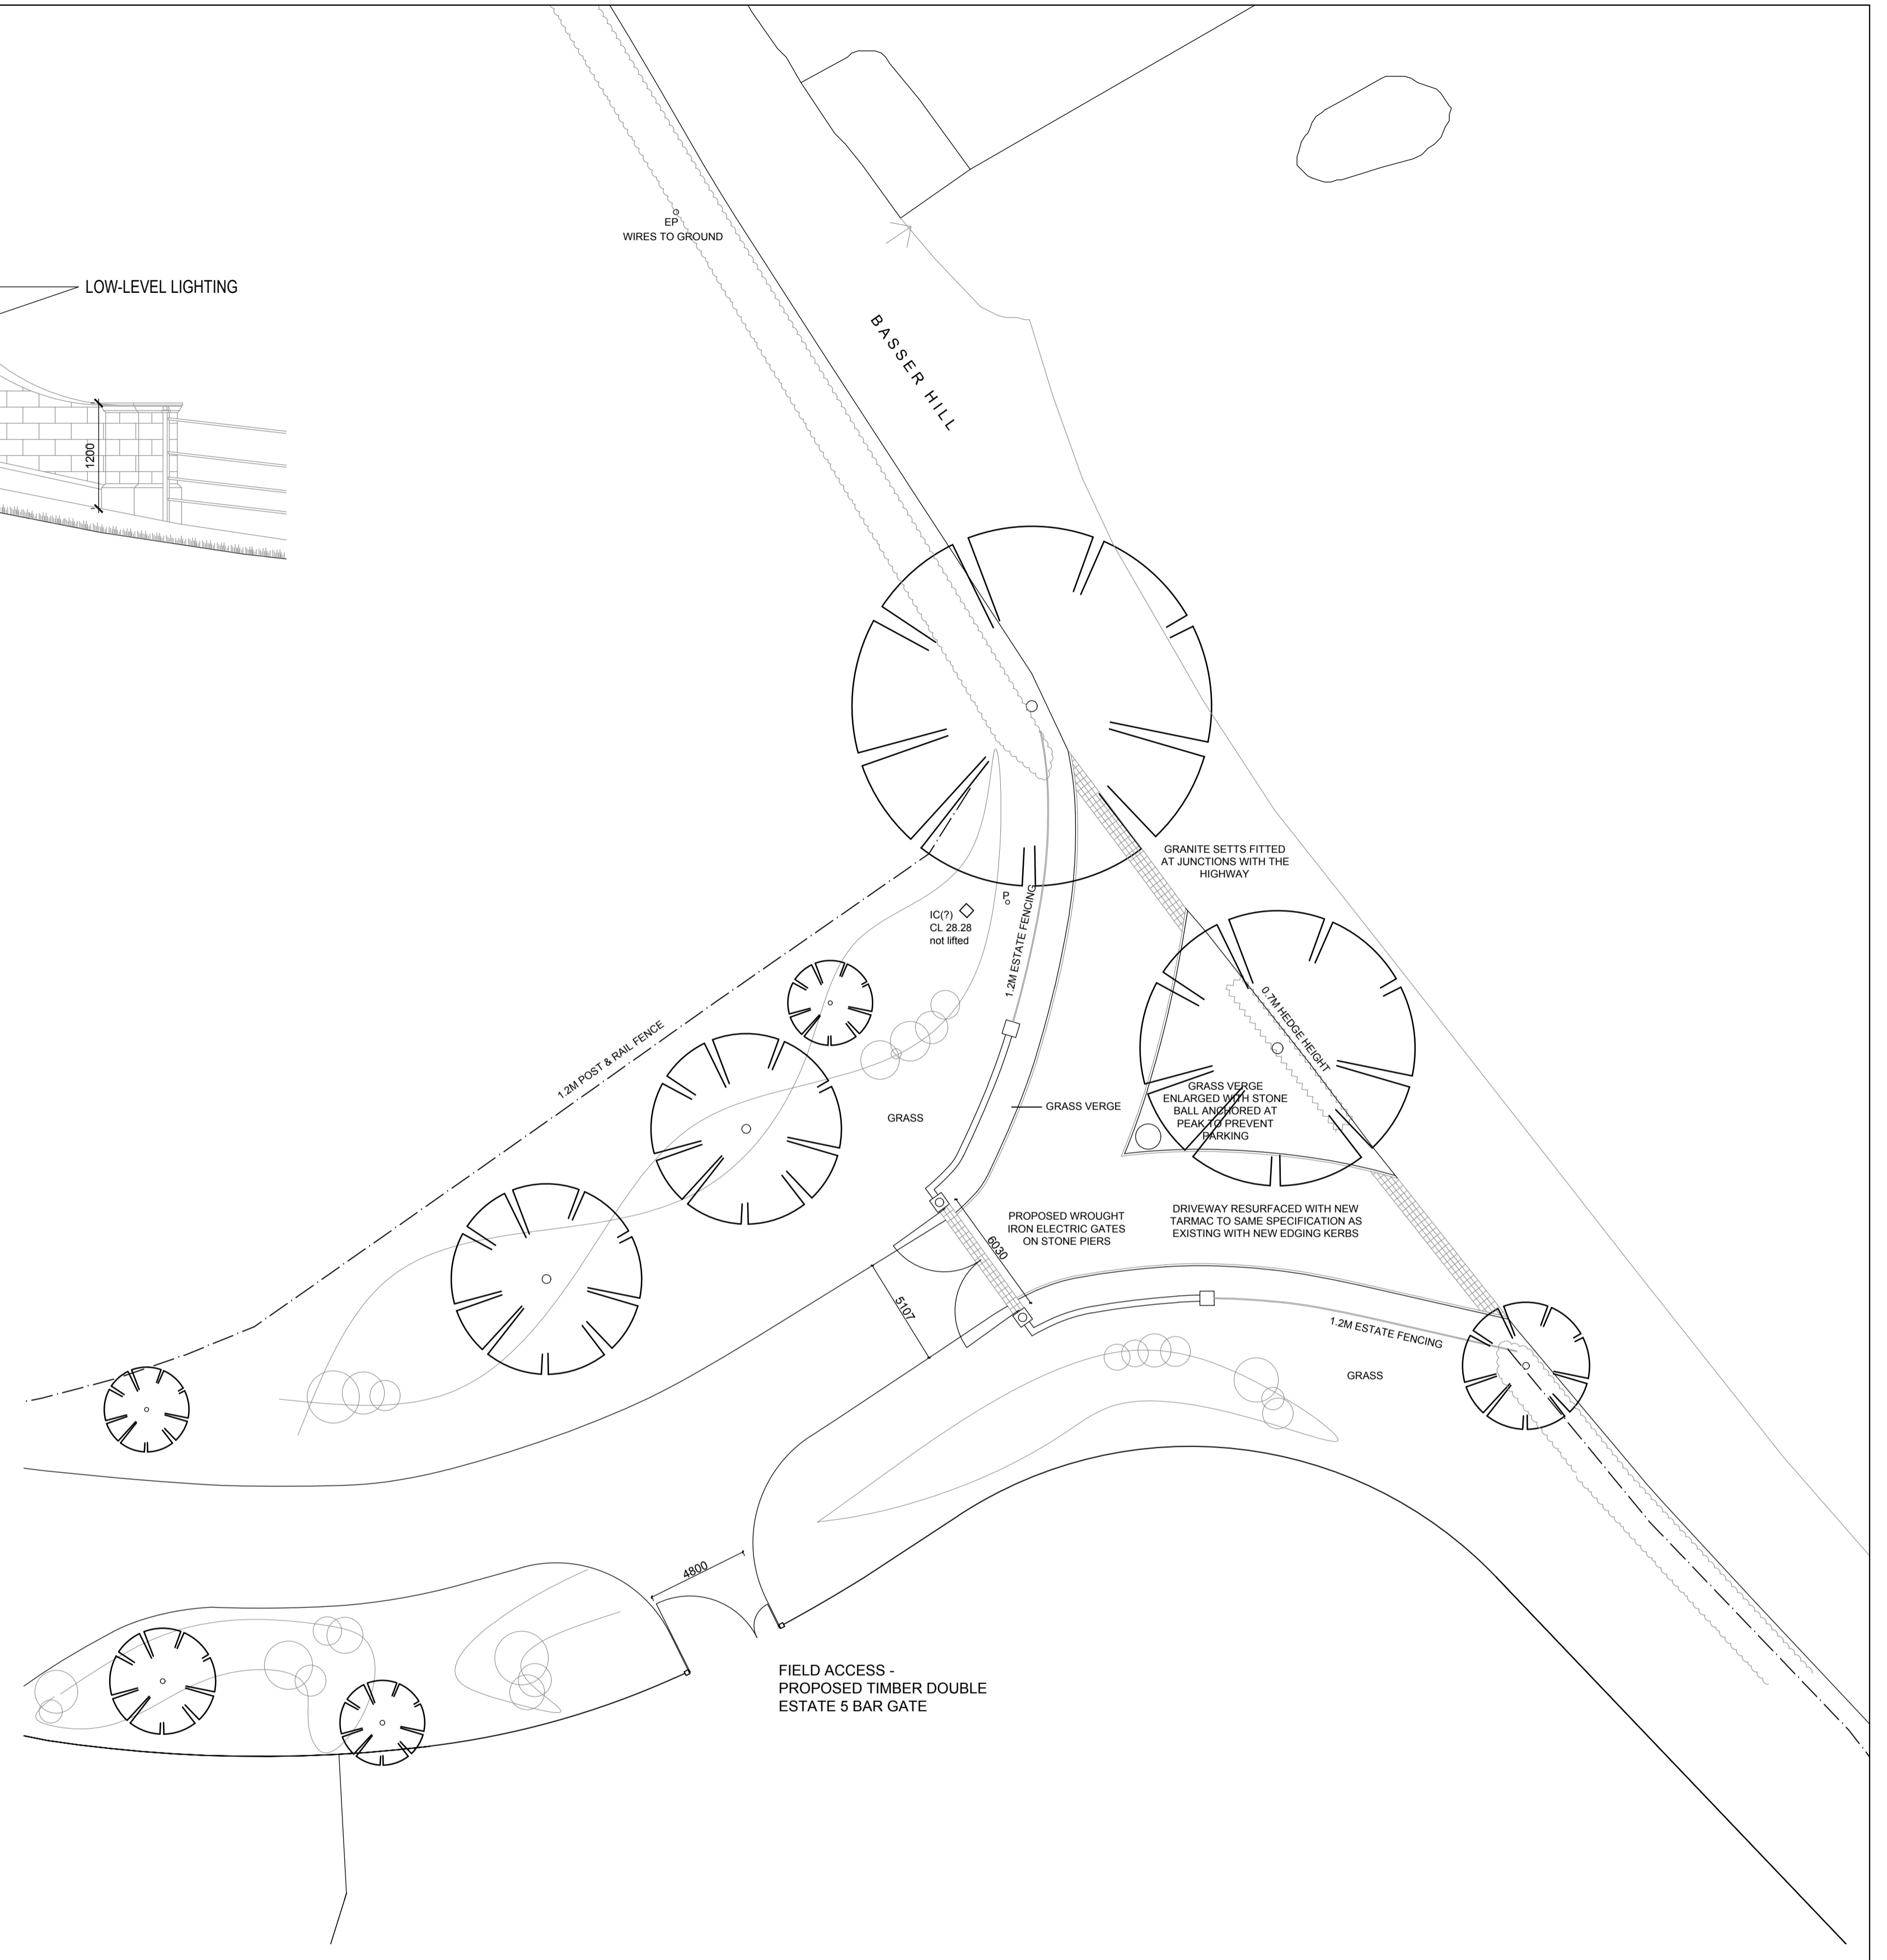 EP
WIRES TO GROUND
LOW-LEVEL LIGHTING
BASSER HILL
1200
GRANITE SETTS FITTED
AT JUNCTIONS WITH THE
HIGHWAY
P
IC(?)
CL 28.28
not lifted
1.2M ESTATE FENCING
0.7M HEDGE HEIGHT
1.2M POST & RAIL FENCE
GRASS
GRASS VERGE
GRASS VERGE
ENLARGED WITH STONE
BALL ANCHORED AT
PEAK TO PREVENT
PARKING
PROPOSED WROUGHT
IRON ELECTRIC GATES
ON STONE PIERS
DRIVEWAY RESURFACED WITH NEW
TARMAC TO SAME SPECIFICATION AS
EXISTING WITH NEW EDGING KERBS
6030
5107
1.2M ESTATE FENCING
GRASS
4800
FIELD ACCESS -
PROPOSED TIMBER DOUBLE
ESTATE 5 BAR GATE